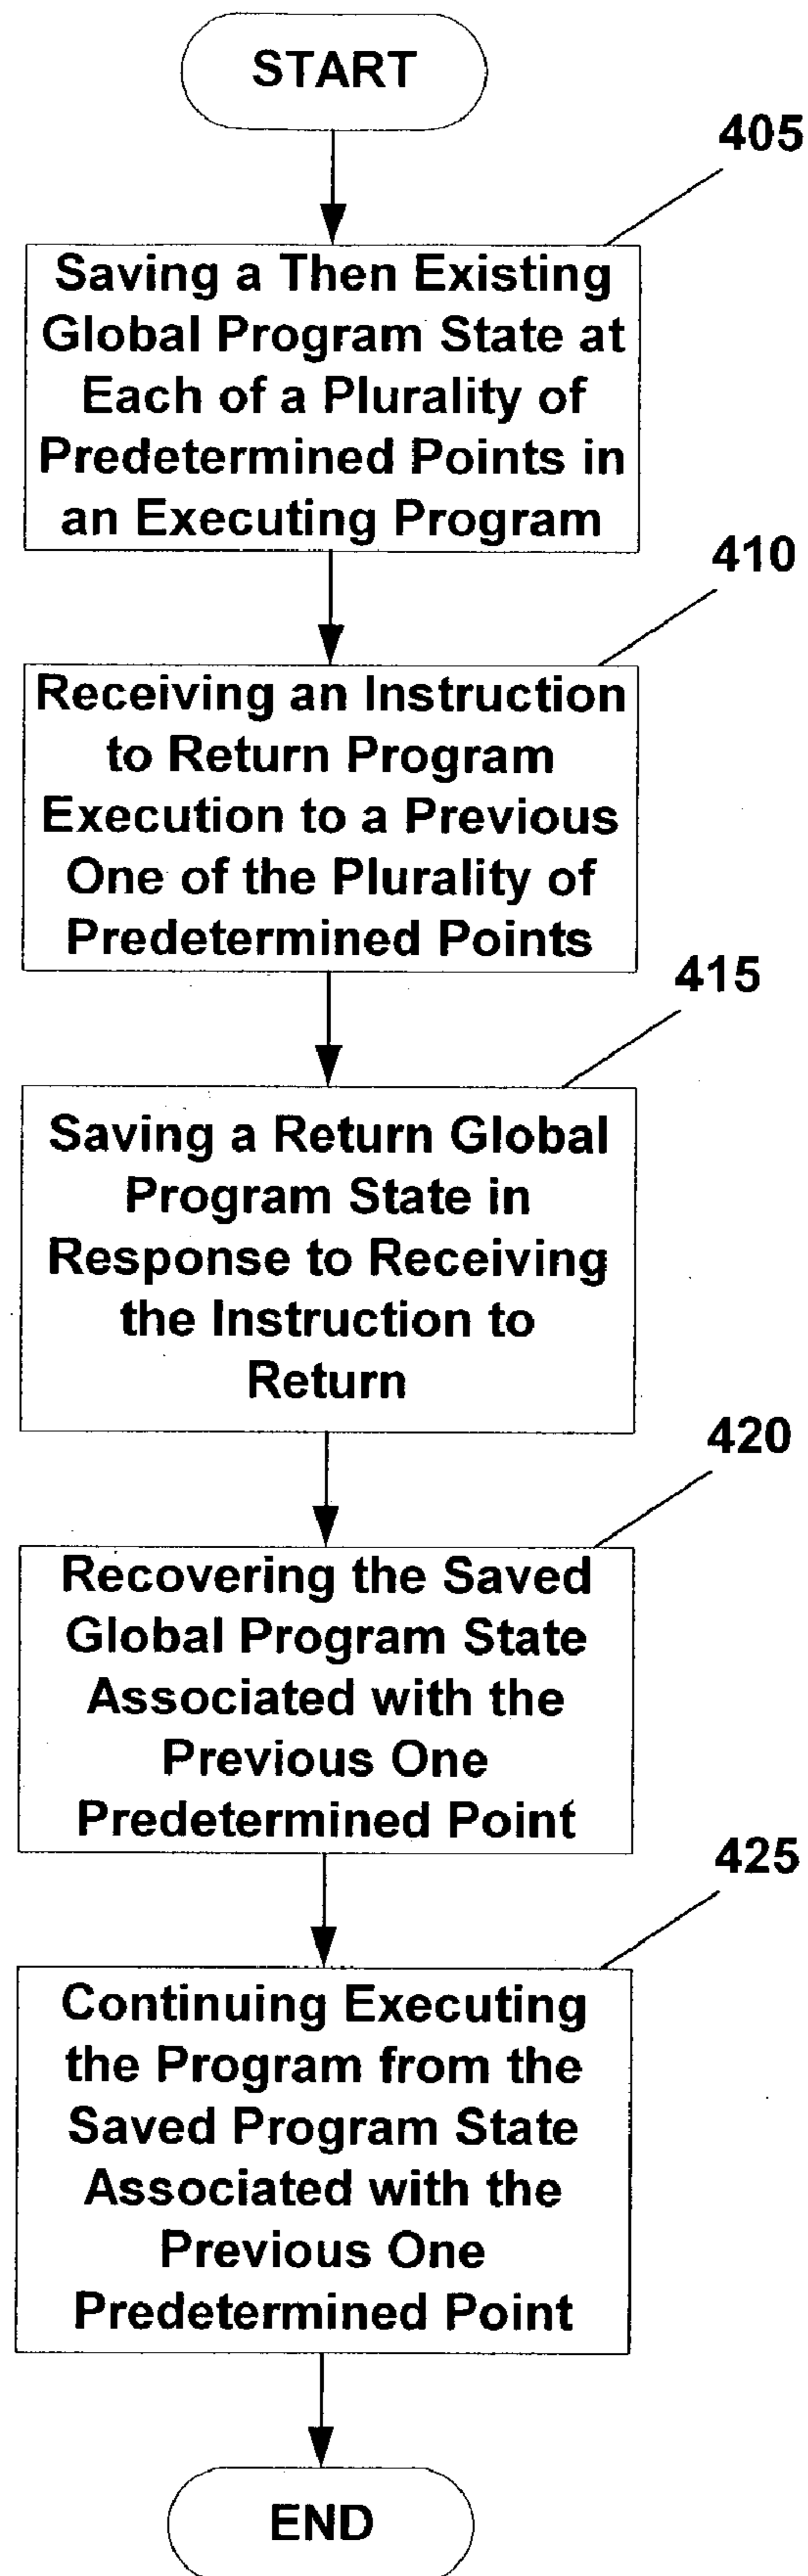 START
405
Saving a Then Existing
Global Program State at
Each of a Plurality of
Predetermined Points in
an Executing Program
410
Receiving an Instruction
to Return Program
Execution to a Previous
One of the Plurality of
Predetermined Points
415
Saving a Return Global
Program State in
Response to Receiving
the Instruction to
Return
420
Recovering the Saved
Global Program State
Associated with the
Previous One
Predetermined Point
425
Continuing Executing
the Program from the
Saved Program State
Associated with the
Previous One
Predetermined Point
END